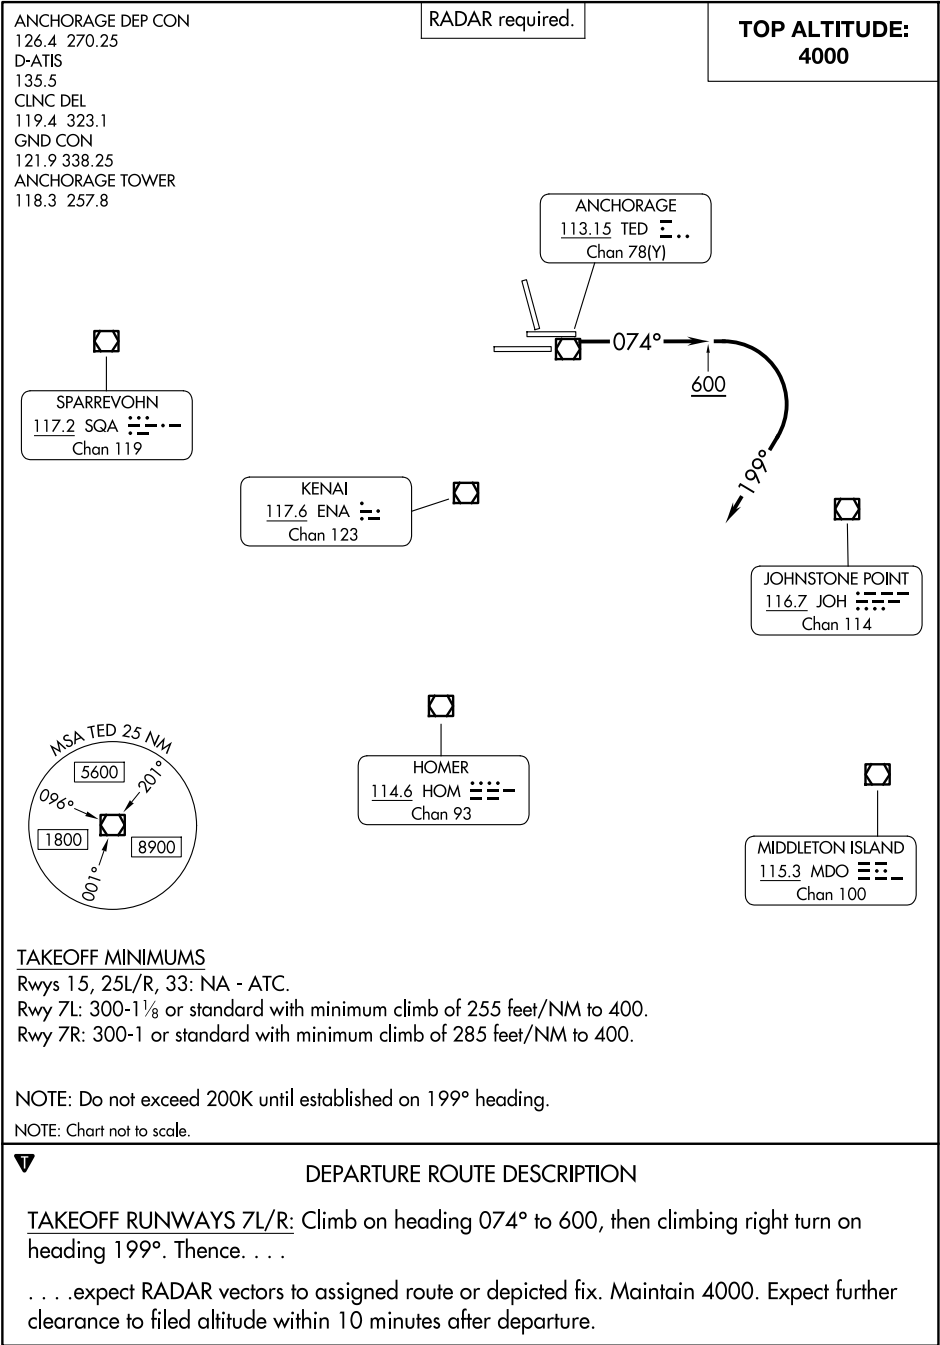 ANCHORAGE DEP CON
126.4 270.25
D-ATIS
135.5
CLNC DEL
119.4 323.1
GND CON
121.9 338.25
ANCHORAGE TOWER
118.3 257.8
RADAR required.
TOP ALTITUDE:
4000
ANCHORAGE
113.15 TED
Chan 78(Y)
074°
600
199°
SPARREVOHN
117.2 SQA
Chan 119
KENAI
117.6 ENA
Chan 123
JOHNSTONE POINT
116.7 JOH
Chan 114
HOMER
114.6 HOM
Chan 93
MIDDLETON ISLAND
115.3 MDO
Chan 100
MSA TED 25 NM
5600
201°
096°
1800
8900
001°
TAKEOFF MINIMUMS
Rwys 15, 25L/R, 33: NA - ATC.
Rwy 7L: 300-1⅛ or standard with minimum climb of 255 feet/NM to 400.
Rwy 7R: 300-1 or standard with minimum climb of 285 feet/NM to 400.
NOTE: Do not exceed 200K until established on 199° heading.
NOTE: Chart not to scale.
T
DEPARTURE ROUTE DESCRIPTION
TAKEOFF RUNWAYS 7L/R: Climb on heading 074° to 600, then climbing right turn on
heading 199°. Thence. . . .
. . . .expect RADAR vectors to assigned route or depicted fix. Maintain 4000. Expect further
clearance to filed altitude within 10 minutes after departure.